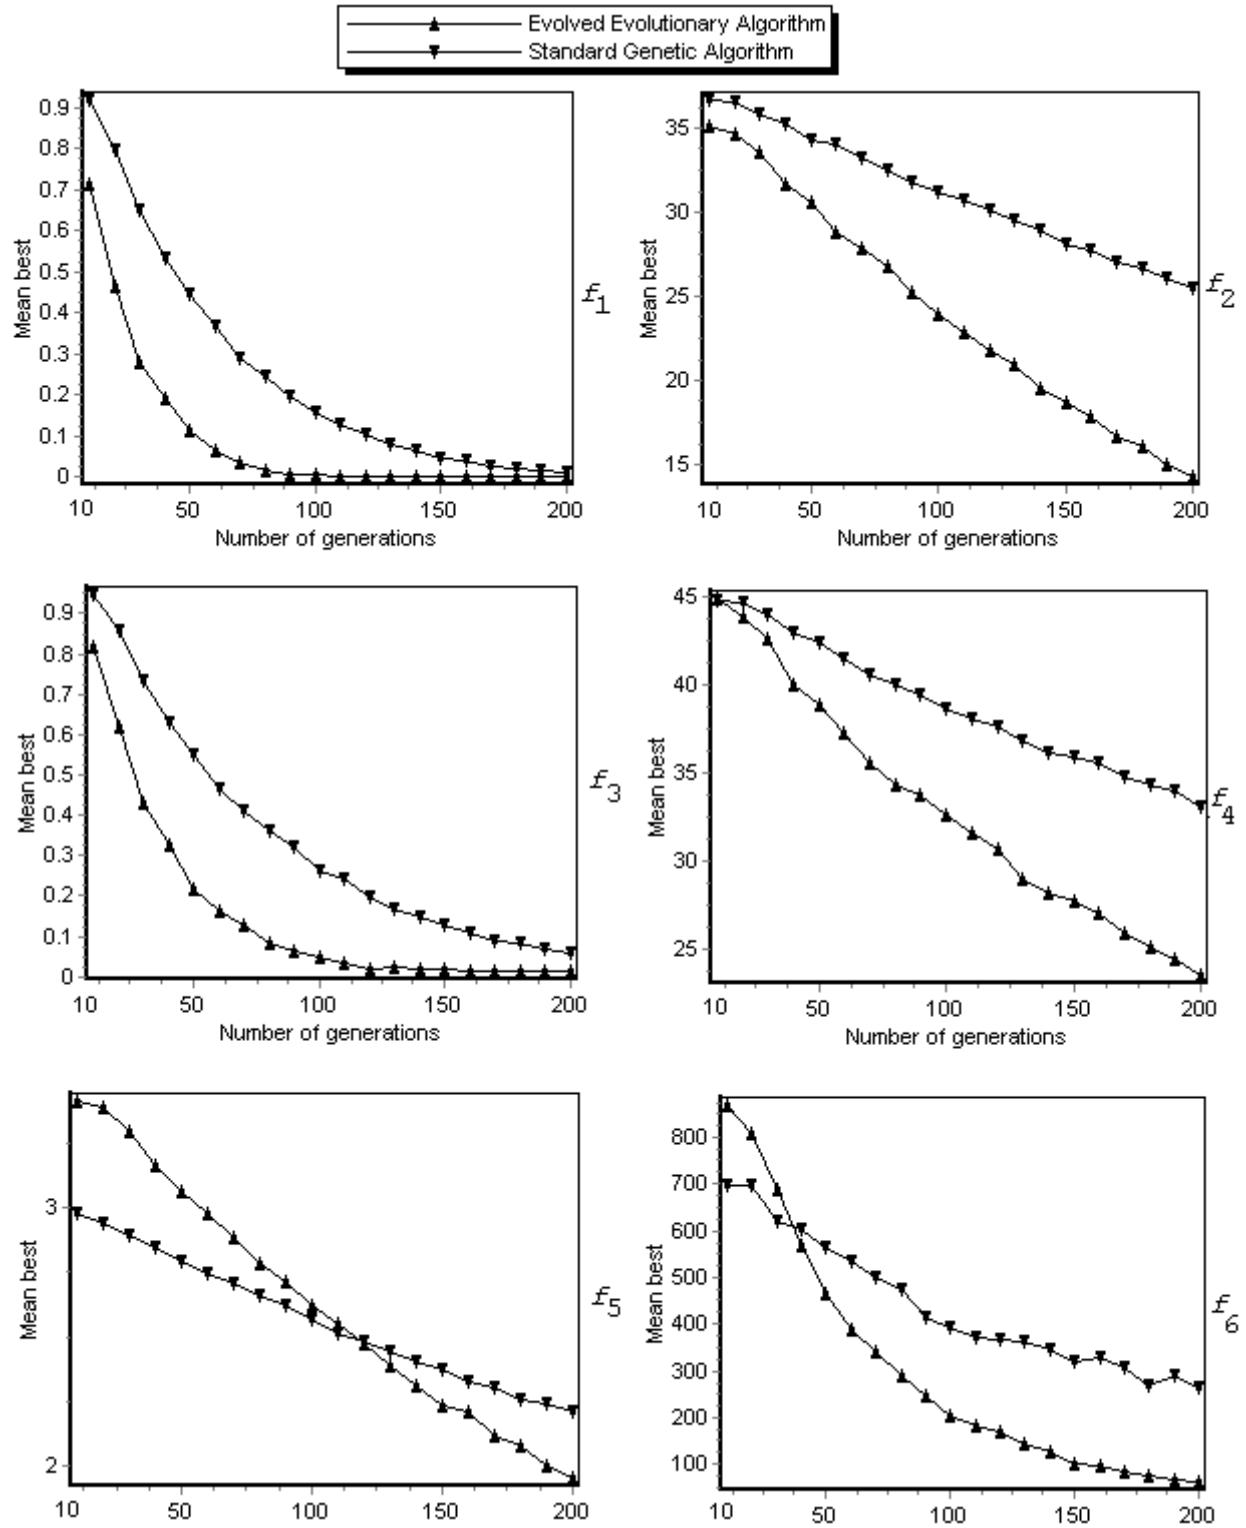 Evolved Evolutionary Algorithm
Standard Genetic Algorithm
0.9
0.8
0.7
0.6
0.5
0.4
0.3
0.2
0.1
0
Mean best
10 50 100 150 200
Number of generations
f1
35
30
25
20
15
Mean best
10 50 100 150 200
Number of generations
f2
0.9
0.8
0.7
0.6
0.5
0.4
0.3
0.2
0.1
0
Mean best
10 50 100 150 200
Number of generations
f3
45
40
35
30
25
Mean best
10 50 100 150 200
Number of generations
f4
3
2
Mean best
10 50 100 150 200
f5
800
700
600
500
400
300
200
100
Mean best
10 50 100 150 200
f6